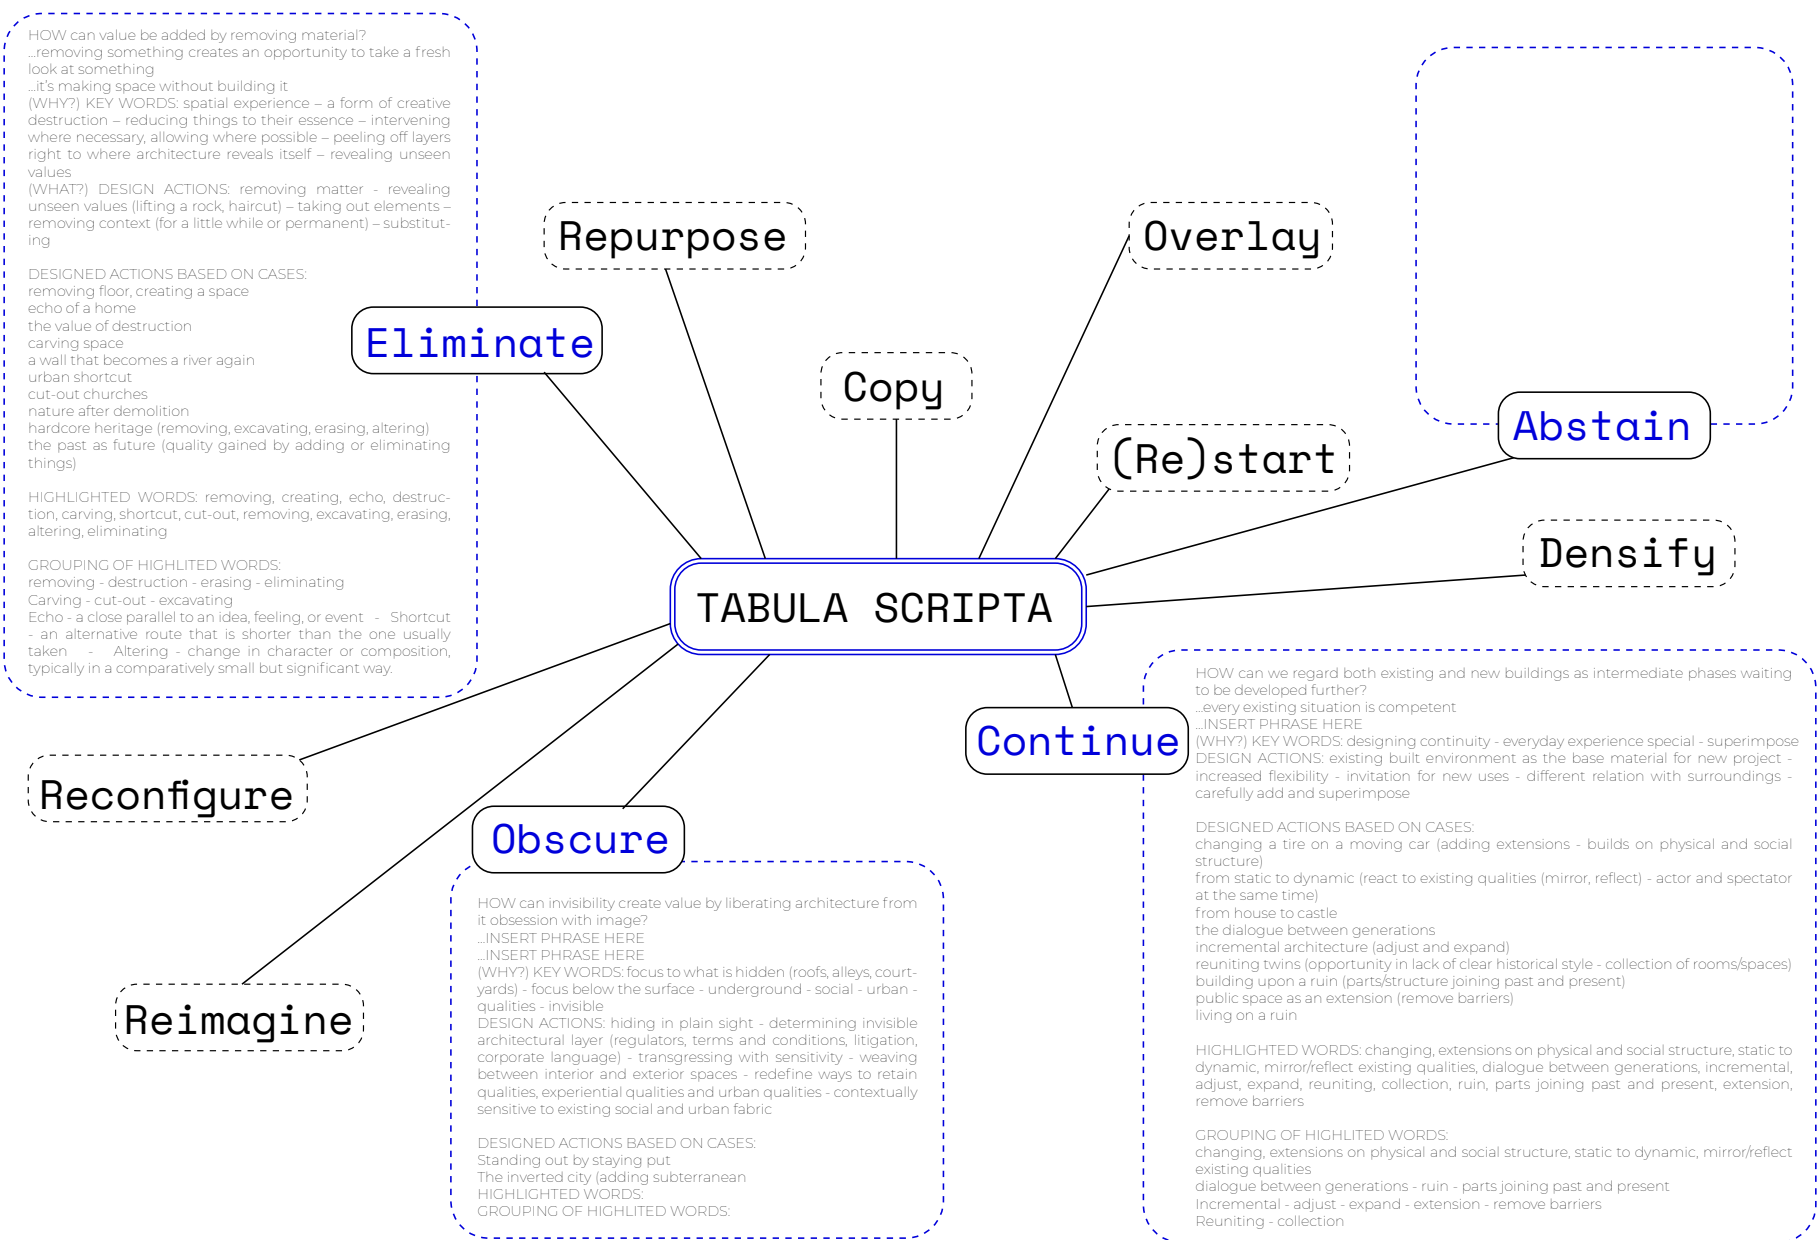 HOW can value be added by removing material?
...removing something creates an opportunity to take a fresh
look at something
...it's making space without building it
(WHY?) KEY WORDS: spatial experience – a form of creative
destruction – reducing things to their essence – intervening
where necessary, allowing where possible – peeling off layers
right to where architecture reveals itself – revealing unseen
values
(WHAT?) DESIGN ACTIONS: removing matter - revealing
unseen values (lifting a rock, haircut) – taking out elements –
removing context (for a little while or permanent) – substitut-
ing
DESIGNED ACTIONS BASED ON CASES:
removing floor, creating a space
echo of a home
the value of destruction
carving space
a wall that becomes a river again
urban shortcut
cut-out churches
nature after demolition
hardcore heritage (removing, excavating, erasing, altering)
the past as future (quality gained by adding or eliminating
things)
HIGHLIGHTED WORDS: removing, creating, echo, destruc-
tion, carving, shortcut, cut-out, removing, excavating, erasing,
altering, eliminating
GROUPING OF HIGHLITED WORDS:
removing - destruction - erasing - eliminating
Carving - cut-out - excavating
Echo - a close parallel to an idea, feeling, or event - Shortcut
- an alternative route that is shorter than the one usually
taken - Altering - change in character or composition,
typically in a comparatively small but significant way.
Eliminate
Repurpose
Copy
Overlay
(Re)start
Abstain
Densify
TABULA SCRIPTA
Reconfigure
Reimagine
Obscure
HOW can invisibility create value by liberating architecture from
it obsession with image?
...INSERT PHRASE HERE
...INSERT PHRASE HERE
(WHY?) KEY WORDS: focus to what is hidden (roofs, alleys, court-
yards) - focus below the surface - underground - social - urban -
qualities - invisible
DESIGN ACTIONS: hiding in plain sight - determining invisible
architectural layer (regulators, terms and conditions, litigation,
corporate language) - transgressing with sensitivity - weaving
between interior and exterior spaces - redefine ways to retain
qualities, experiential qualities and urban qualities - contextually
sensitive to existing social and urban fabric
DESIGNED ACTIONS BASED ON CASES:
Standing out by staying put
The inverted city (adding subterranean
HIGHLIGHTED WORDS:
GROUPING OF HIGHLITED WORDS:
Continue
HOW can we regard both existing and new buildings as intermediate phases waiting
to be developed further?
...every existing situation is competent
...INSERT PHRASE HERE
(WHY?) KEY WORDS: designing continuity - everyday experience special - superimpose
DESIGN ACTIONS: existing built environment as the base material for new project -
increased flexibility - invitation for new uses - different relation with surroundings -
carefully add and superimpose
DESIGNED ACTIONS BASED ON CASES:
changing a tire on a moving car (adding extensions - builds on physical and social
structure)
from static to dynamic (react to existing qualities (mirror, reflect) - actor and spectator
at the same time)
from house to castle
the dialogue between generations
incremental architecture (adjust and expand)
reuniting twins (opportunity in lack of clear historical style - collection of rooms/spaces)
building upon a ruin (parts/structure joining past and present)
public space as an extension (remove barriers)
living on a ruin
HIGHLIGHTED WORDS: changing, extensions on physical and social structure, static to
dynamic, mirror/reflect existing qualities, dialogue between generations, incremental,
adjust, expand, reuniting, collection, ruin, parts joining past and present, extension,
remove barriers
GROUPING OF HIGHLITED WORDS:
changing, extensions on physical and social structure, static to dynamic, mirror/reflect
existing qualities
dialogue between generations - ruin - parts joining past and present
Incremental - adjust - expand - extension - remove barriers
Reuniting - collection